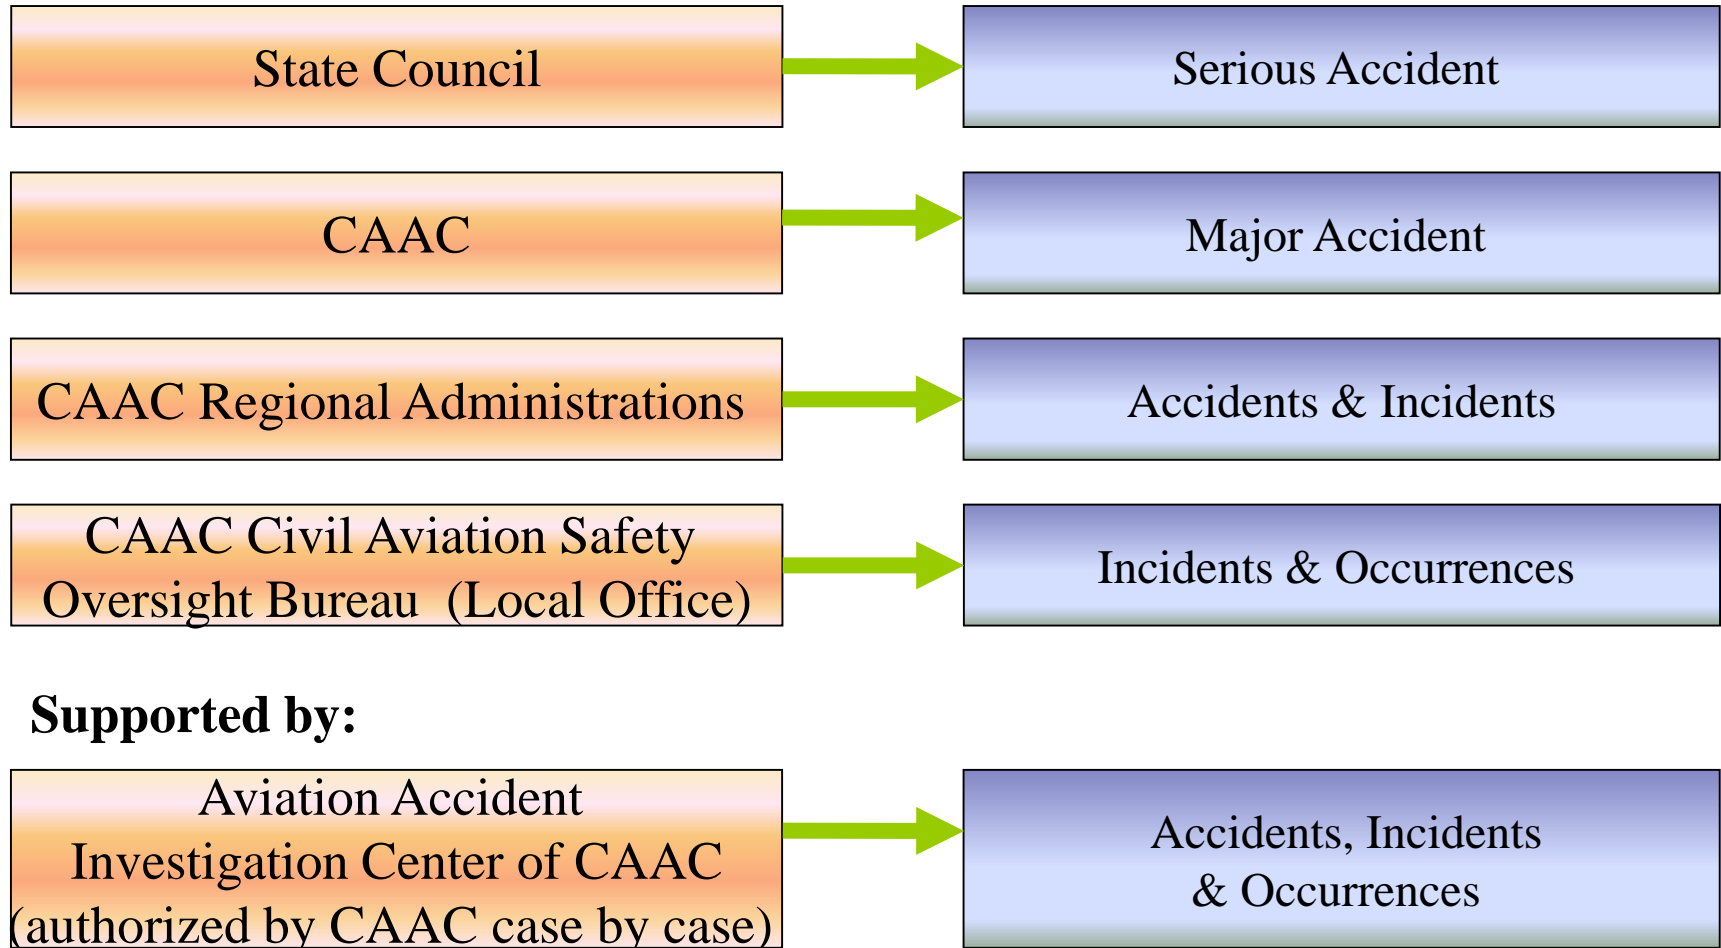 State Council
Serious Accident
CAAC
Major Accident
CAAC Regional Administrations
Accidents & Incidents
CAAC Civil Aviation Safety
Oversight Bureau (Local Office)
Incidents & Occurrences
Supported by:
Aviation Accident
Investigation Center of CAAC
(authorized by CAAC case by case)
Accidents, Incidents
& Occurrences